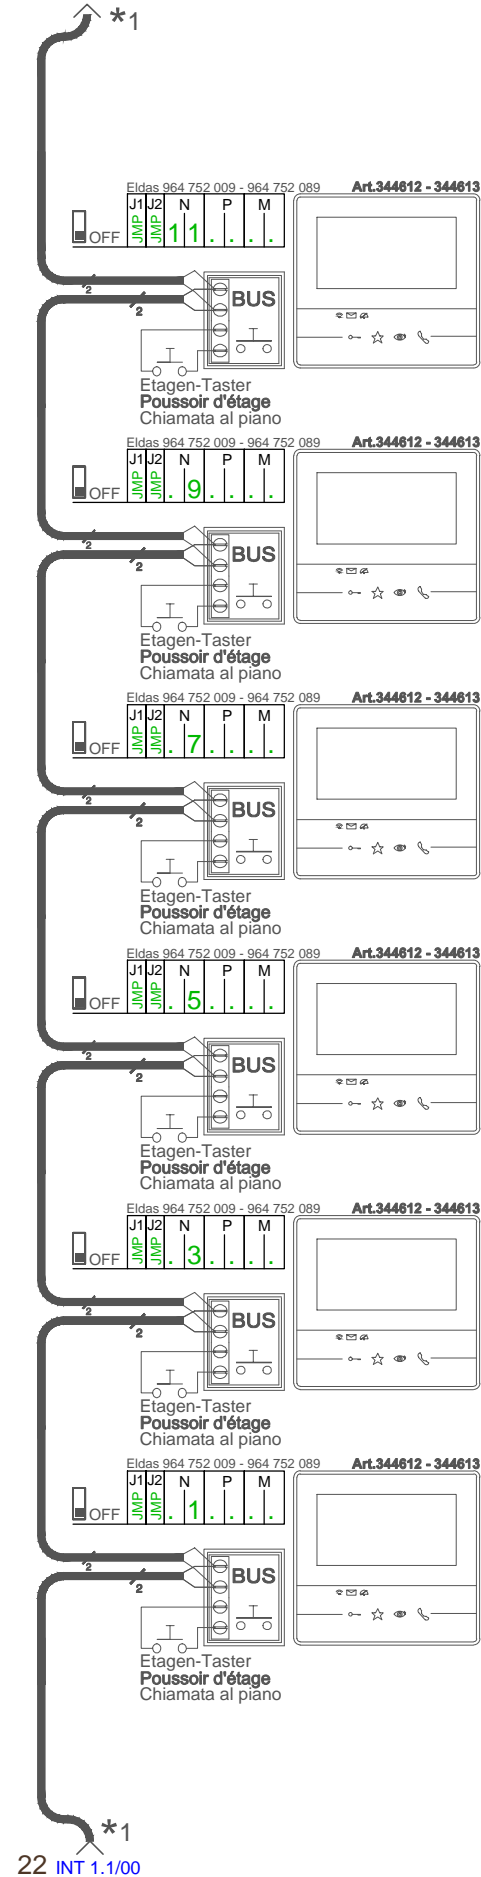 *1
Eldas 964 752 009 - 964 752 089 Art.344612 - 344613
J1 J2 N P M
OFF JMP JMP 1 1 . . . .
2
BUS
2
Etagen-Taster
Poussoir d'étage
Chiamata al piano
Eldas 964 752 009 - 964 752 089 Art.344612 - 344613
J1 J2 N P M
OFF JMP JMP . 9 . . . .
2
BUS
2
Etagen-Taster
Poussoir d'étage
Chiamata al piano
Eldas 964 752 009 - 964 752 089 Art.344612 - 344613
J1 J2 N P M
OFF JMP JMP . 7 . . . .
2
BUS
2
Etagen-Taster
Poussoir d'étage
Chiamata al piano
Eldas 964 752 009 - 964 752 089 Art.344612 - 344613
J1 J2 N P M
OFF JMP JMP . 5 . . . .
2
BUS
2
Etagen-Taster
Poussoir d'étage
Chiamata al piano
Eldas 964 752 009 - 964 752 089 Art.344612 - 344613
J1 J2 N P M
OFF JMP JMP . 3 . . . .
2
BUS
2
Etagen-Taster
Poussoir d'étage
Chiamata al piano
Eldas 964 752 009 - 964 752 089 Art.344612 - 344613
J1 J2 N P M
OFF JMP JMP . 1 . . . .
2
BUS
2
Etagen-Taster
Poussoir d'étage
Chiamata al piano
*1
22 INT 1.1/00